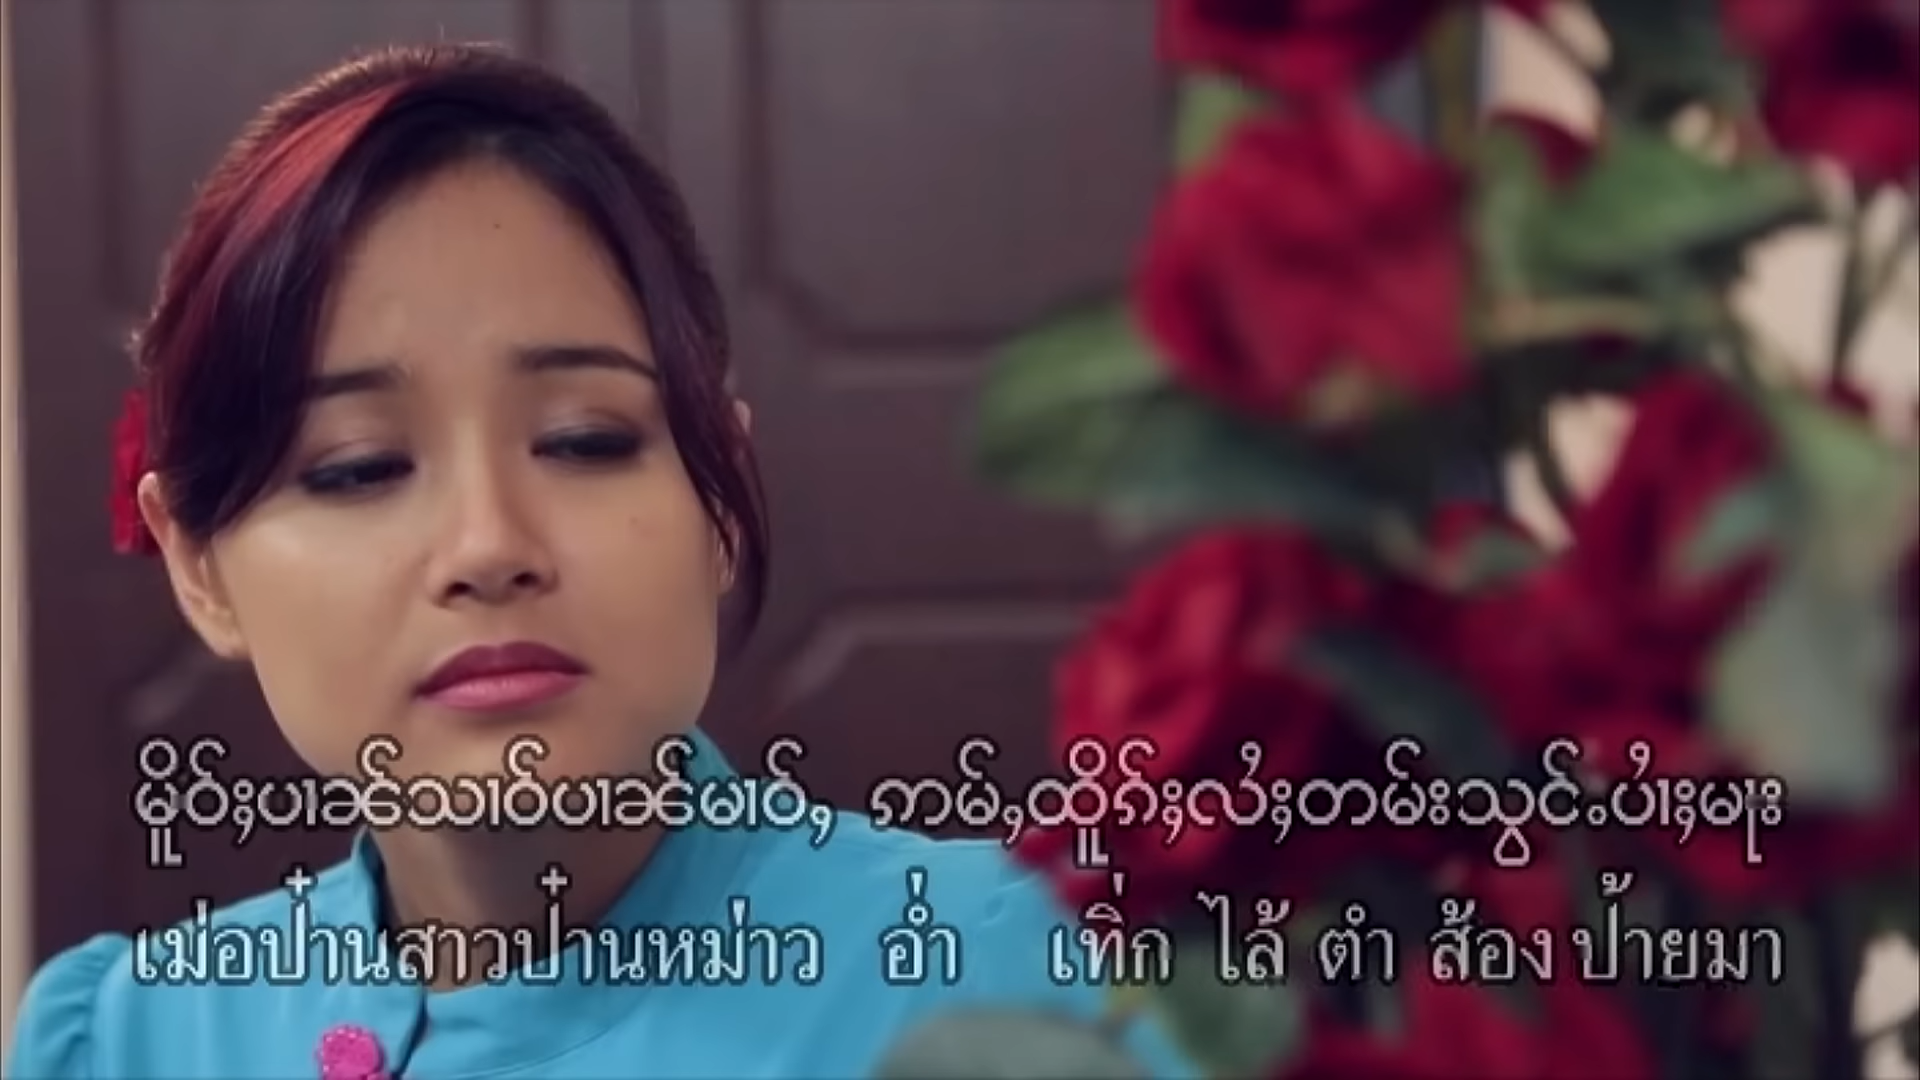 မိူဝ်ႈပၢၼ်သၢဝ်ပၢၼ်မၢဝ်ႇ ဢမ်ႇထိူၵ်ႈလႆႈတမ်းသွင်ႉပၢႆႈမႃး
เม่อป๋านสาวป๋านหม่าว อ่ำ เทิ่ก ไล้ ตำ ส้อง ป้ายมา